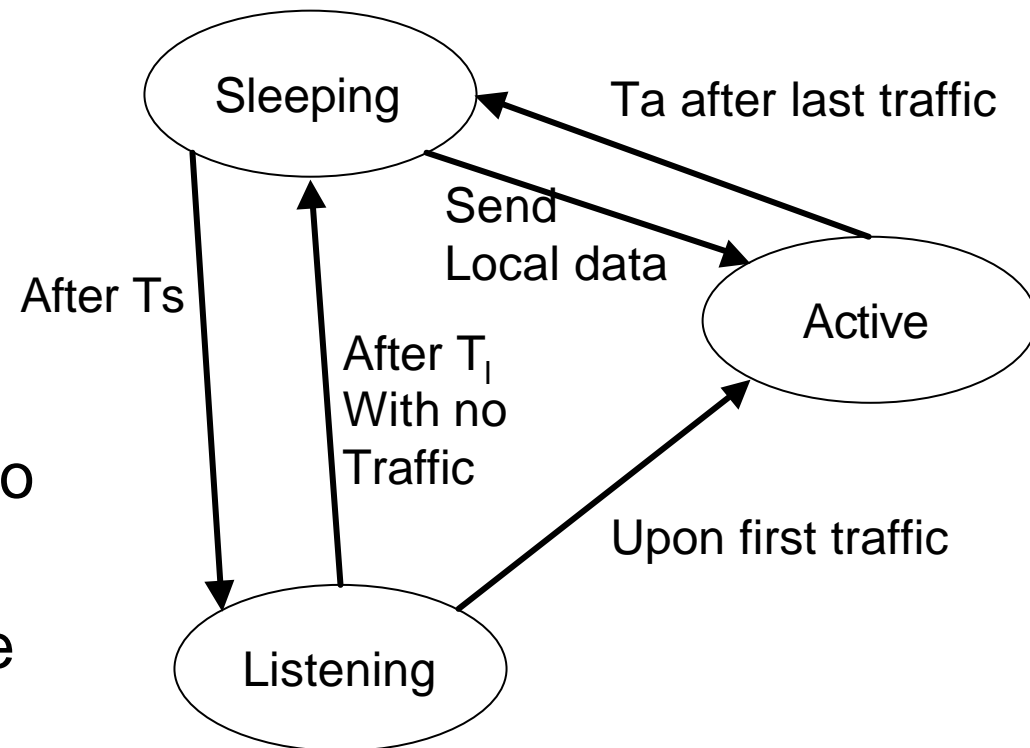 Sleeping
Ta after last traffic
Send
Local data
After Ts
Active
After Tl
With no
Traffic
o
Upon first traffic
e
Listening